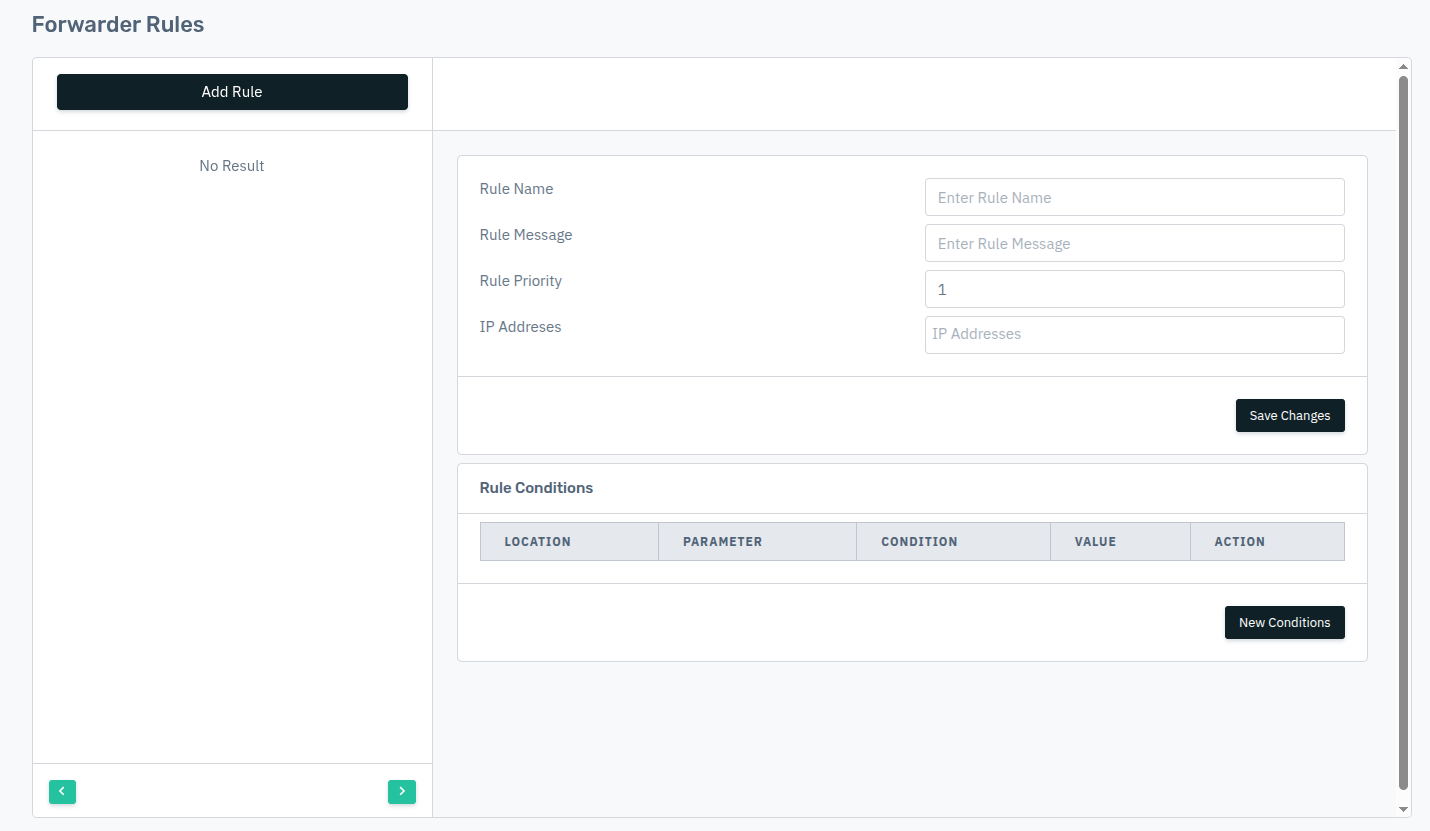 Forwarder Rules
Add Rule
No Result
Rule Name
Enter Rule Name
Rule Message
Enter Rule Message
Rule Priority
1
IP Addreses
IP Addresses
Save Changes
Rule Conditions
LOCATION PARAMETER CONDITION VALUE ACTION
New Conditions